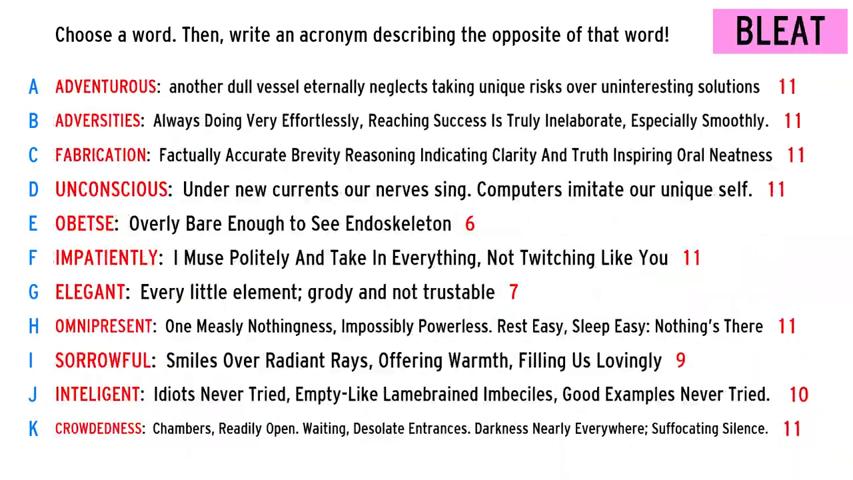 Choose a word. Then, write an acronym describing the opposite of that word!
BLEAT
A ADVENTUROUS: another dull vessel eternally neglects taking unique risks over uninteresting solutions 11
B ADVERSITIES: Always Doing Very Effortlessly, Reaching Success Is Truly Inelaborate, Especially Smoothly. 11
C FABRICATION: Factually Accurate Brevity Reasoning Indicating Clarity And Truth Inspiring Oral Neatness 11
D UNCONSCIOUS: Under new currents our nerves sing. Computers imitate our unique self. 11
E OBETSE: Overly Bare Enough to See Endoskeleton 6
F IMPATIENTLY: I Muse Politely And Take In Everything, Not Twitching Like You 11
G ELEGANT: Every little element; grody and not trustable 7
H OMNIPRESENT: One Measly Nothingness, Impossibly Powerless. Rest Easy, Sleep Easy: Nothing's There 11
I SORROWFUL: Smiles Over Radiant Rays, Offering Warmth, Filling Us Lovingly 9
J INTELIGENT: Idiots Never Tried, Empty-Like Lamebrained Imbeciles, Good Examples Never Tried. 10
K CROWDEDNESS: Chambers, Readily Open. Waiting, Desolate Entrances. Darkness Nearly Everywhere; Suffocating Silence. 11